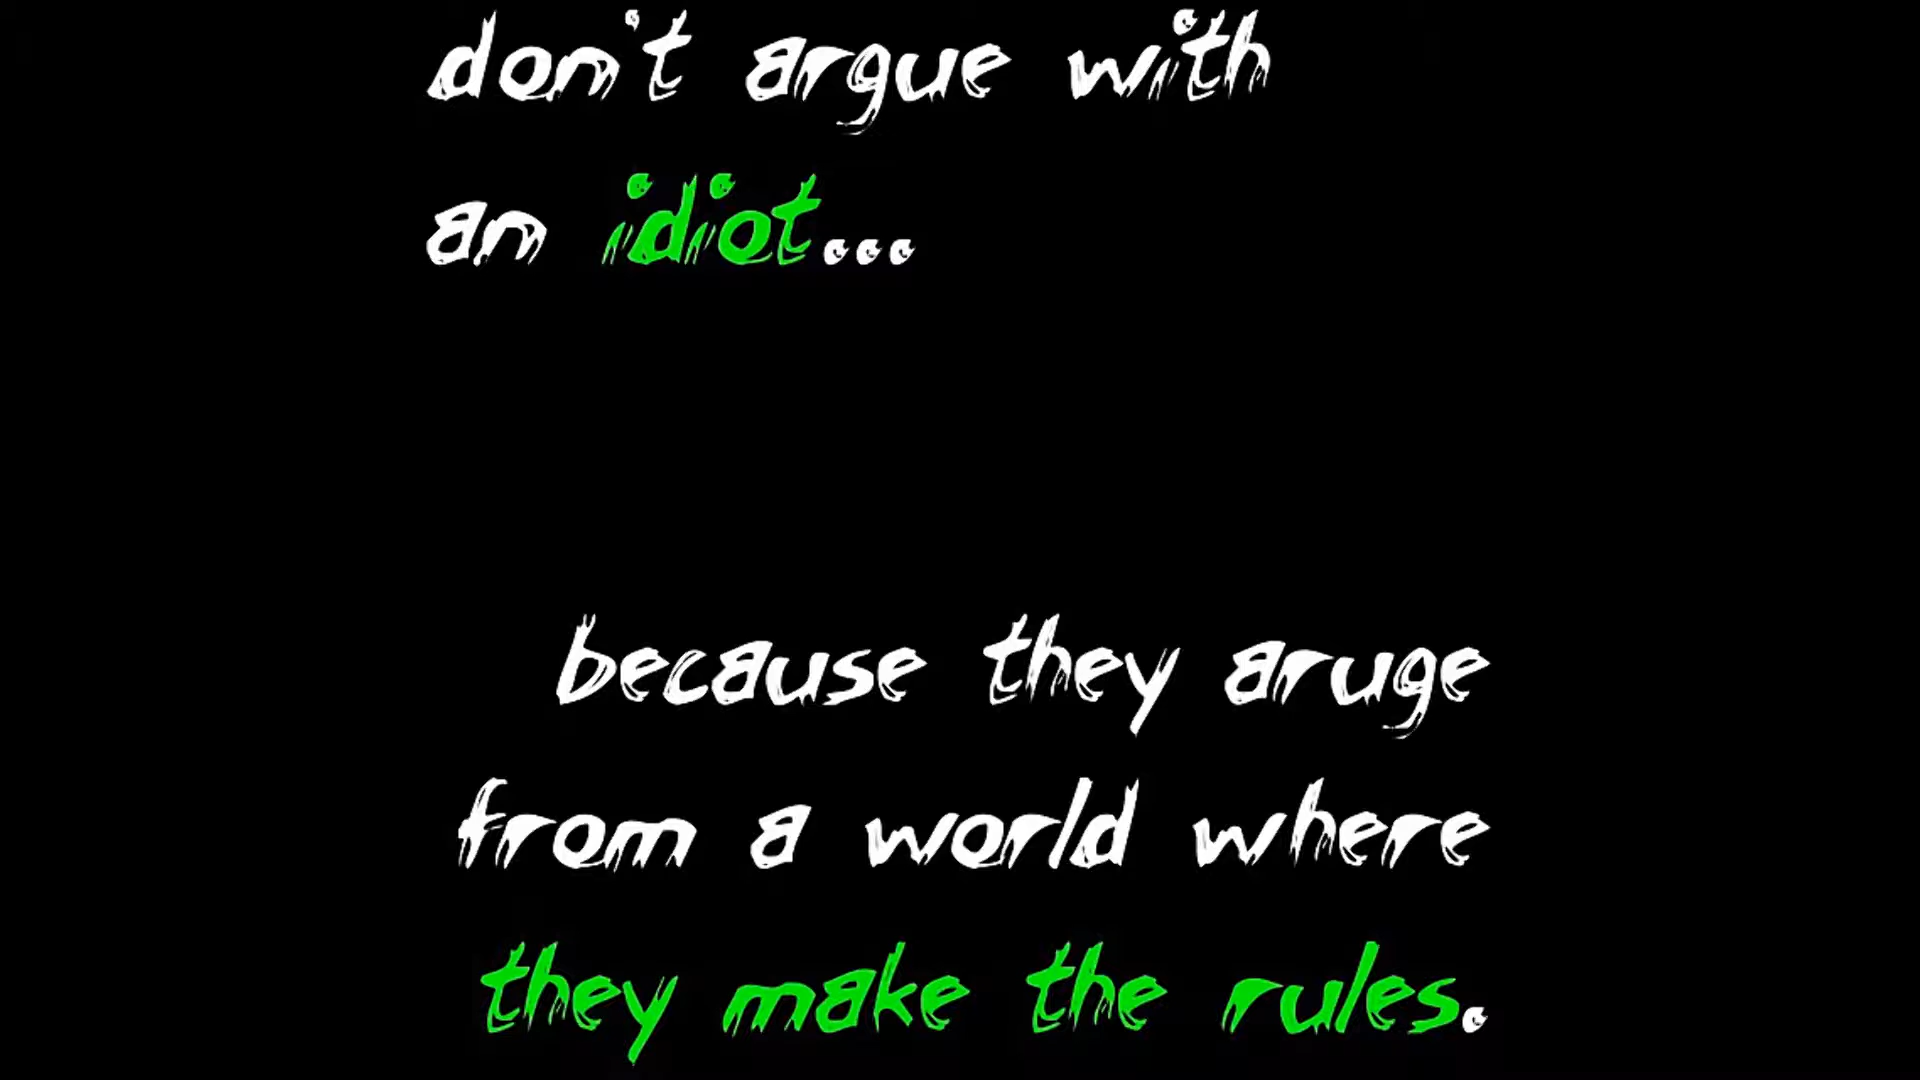 don't argue with
an idiot...
because they aruge
from a world where
they make the rules.